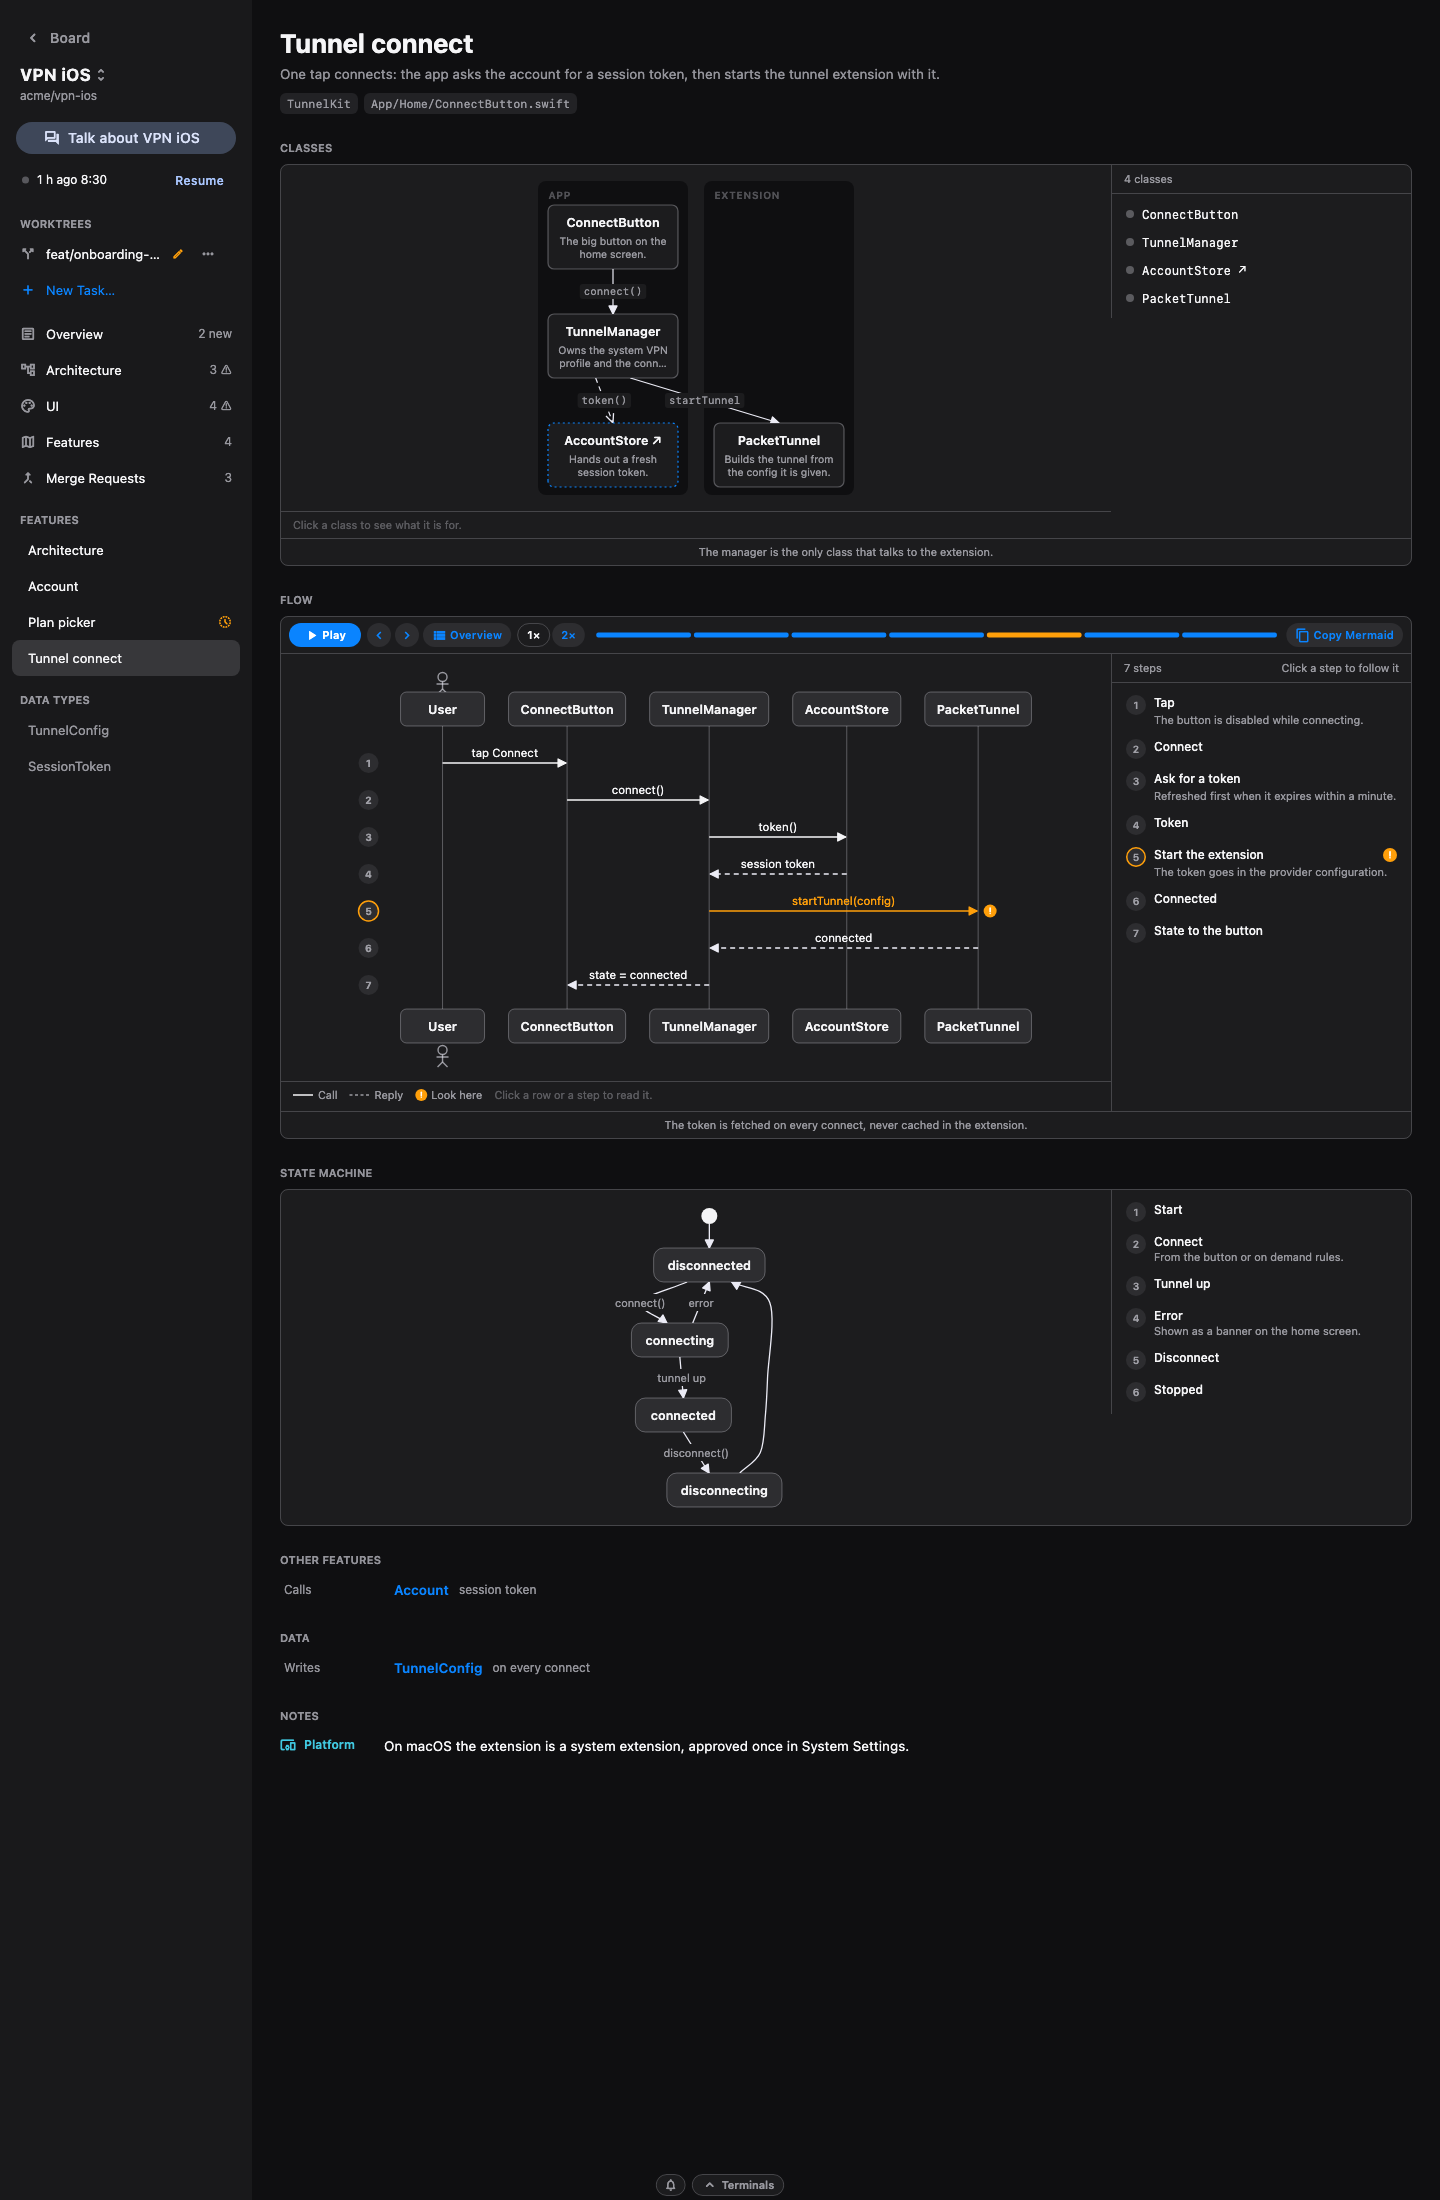 Board
VPN iOS
acme/vpn-ios
Talk about VPN iOS
1 h ago 8:30
Resume
WORKTREES
feat/onboarding-...
New Task...
Overview
2 new
Architecture
3
UI
4
Features
4
Merge Requests
3
FEATURES
Architecture
Account
Plan picker
Tunnel connect
DATA TYPES
TunnelConfig
SessionToken
Tunnel connect
One tap connects: the app asks the account for a session token, then starts the tunnel extension with it.
TunnelKit
App/Home/ConnectButton.swift
CLASSES
APP
EXTENSION
ConnectButton
The big button on the
home screen.
connect()
TunnelManager
Owns the system VPN
profile and the conn...
token()
startTunnel
AccountStore ↗
Hands out a fresh
session token.
PacketTunnel
Builds the tunnel from
the config it is given.
4 classes
ConnectButton
TunnelManager
AccountStore ↗
PacketTunnel
Click a class to see what it is for.
The manager is the only class that talks to the extension.
FLOW
Play
Overview
1×
2×
Copy Mermaid
User
ConnectButton
TunnelManager
AccountStore
PacketTunnel
1
tap Connect
2
connect()
3
token()
4
session token
5
startTunnel(config)
6
connected
7
state = connected
User
ConnectButton
TunnelManager
AccountStore
PacketTunnel
Call
Reply
Look here
Click a row or a step to read it.
7 steps
Click a step to follow it
1
Tap
The button is disabled while connecting.
2
Connect
3
Ask for a token
Refreshed first when it expires within a minute.
4
Token
5
Start the extension
The token goes in the provider configuration.
6
Connected
7
State to the button
The token is fetched on every connect, never cached in the extension.
STATE MACHINE
disconnected
connect()
error
connecting
tunnel up
connected
disconnect()
disconnecting
1
Start
2
Connect
From the button or on demand rules.
3
Tunnel up
4
Error
Shown as a banner on the home screen.
5
Disconnect
6
Stopped
OTHER FEATURES
Calls
Account
session token
DATA
Writes
TunnelConfig
on every connect
NOTES
Platform
On macOS the extension is a system extension, approved once in System Settings.
Terminals